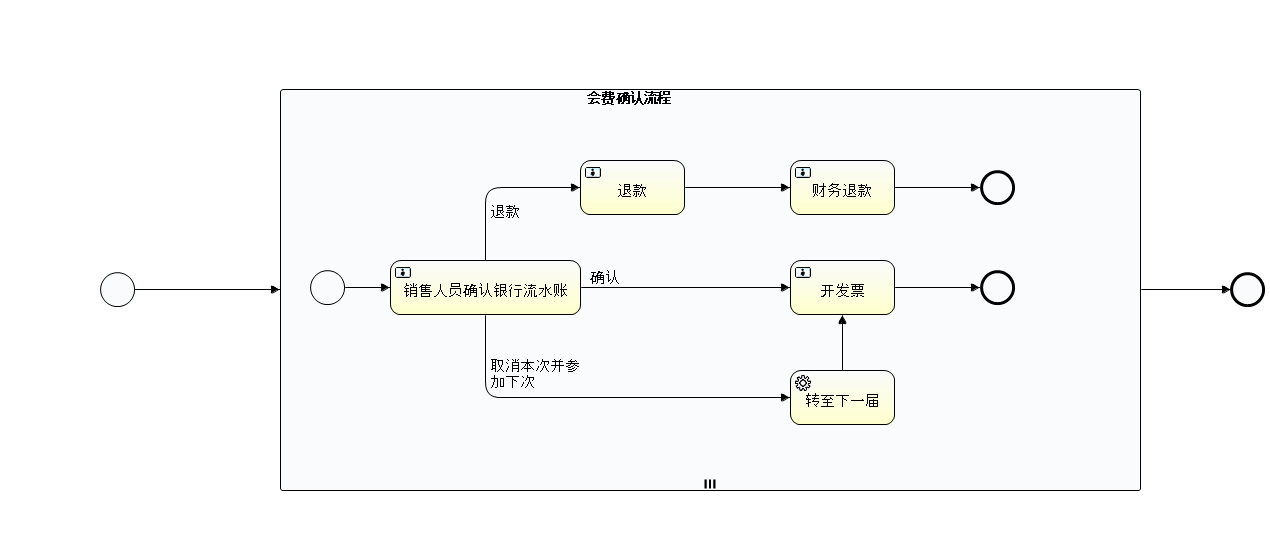 会费确认流程
退款
财务退款
退款
确认
销售人员确认银行流水账
开发票
取消本次并参
加下次
转至下一届